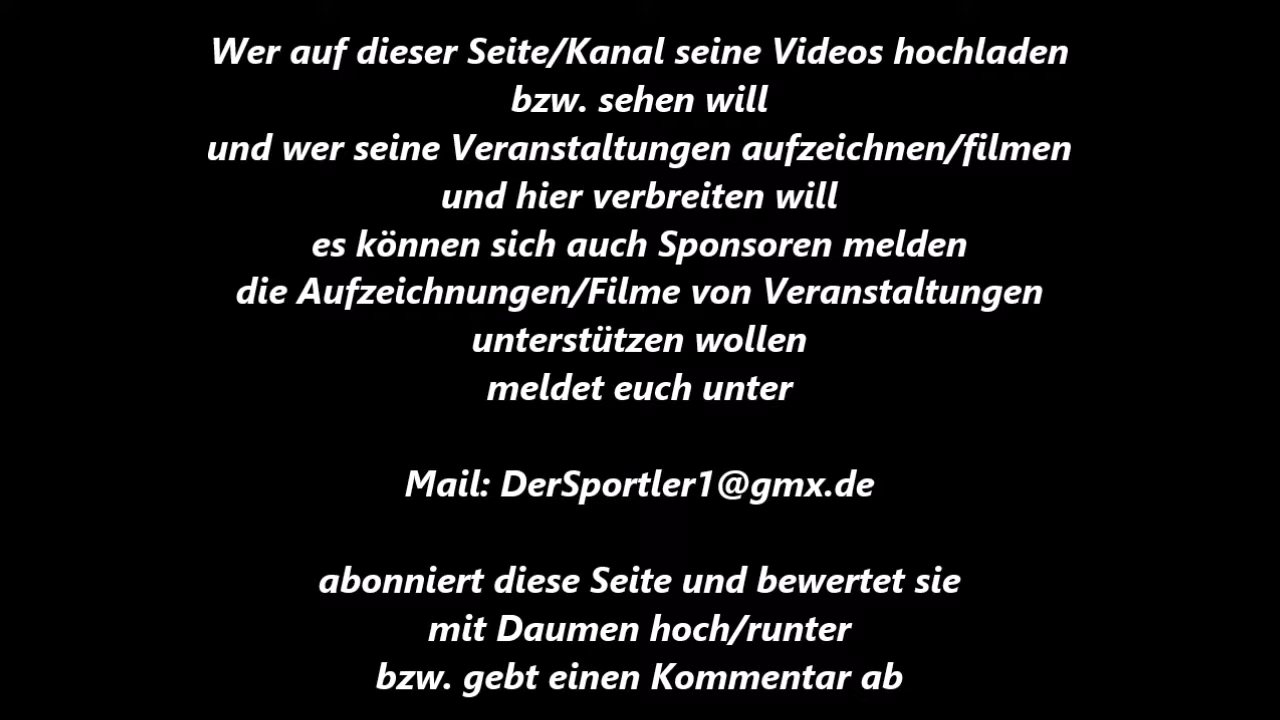 Wer auf dieser Seite/Kanal seine Videos hochladen
bzw. sehen will
und wer seine Veranstaltungen aufzeichnen/filmen
und hier verbreiten will
es können sich auch Sponsoren melden
die Aufzeichnungen/Filme von Veranstaltungen
unterstützen wollen
meldet euch unter
Mail: DerSportler1@gmx.de
abonniert diese Seite und bewertet sie
mit Daumen hoch/runter
bzw. gebt einen Kommentar ab